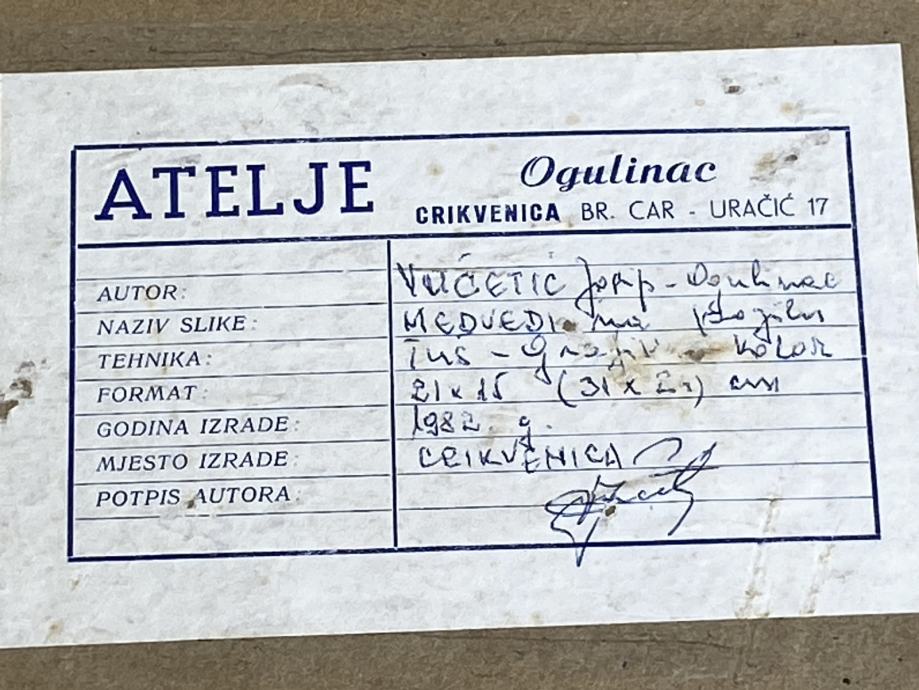 ATELJE Ogulinac
CRIKVENICA BR. CAR - URAČIĆ 17
AUTOR: VUČETIĆ Josip - Ogulinac
NAZIV SLIKE: MEDVEDI na
TEHNIKA: Tuš - - kolor
FORMAT: 21 x 15 (31 x 21) cm
GODINA IZRADE: 1982. g.
MJESTO IZRADE: CRIKVENICA
POTPIS AUTORA: